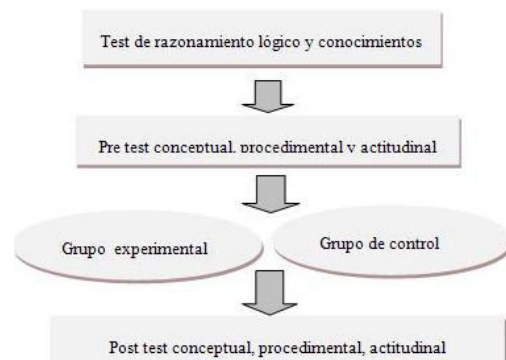 Test de razonamiento lógico y conocimientos
Pre test conceptual, procedimental y actitudinal
Grupo experimental
Grupo de control
Post test conceptual, procedimental, actitudinal